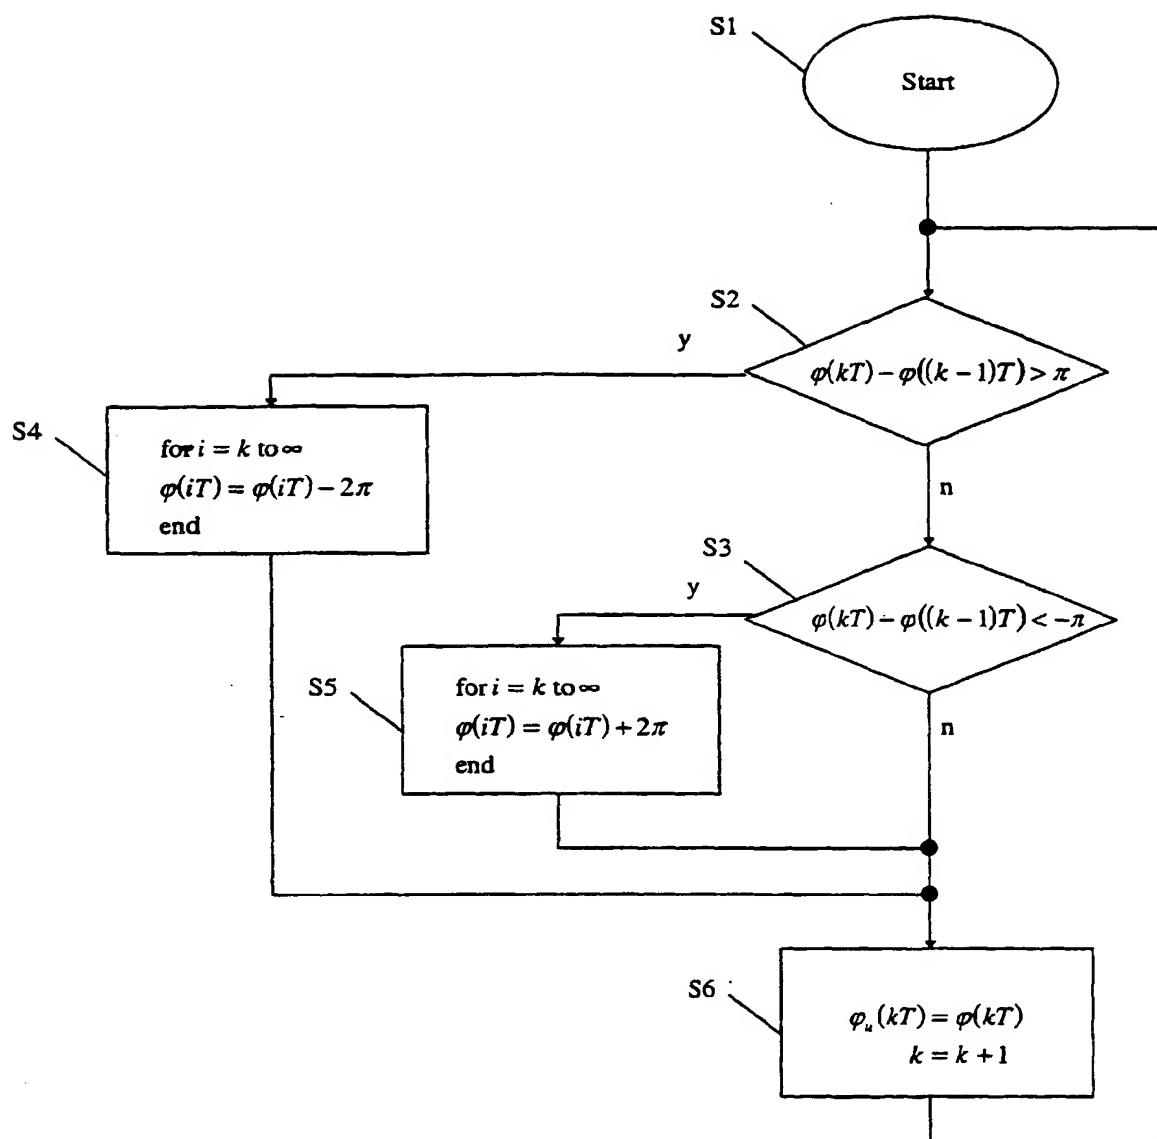 S1
Start
S2
y
φ(kT) − φ((k − 1)T) > π
S4
for i = k to ∞
φ(iT) = φ(iT) − 2π
end
n
S3
y
φ(kT) − φ((k − 1)T) < −π
S5
for i = k to ∞
φ(iT) = φ(iT) + 2π
end
n
S6
φᵤ(kT) = φ(kT)
k = k + 1